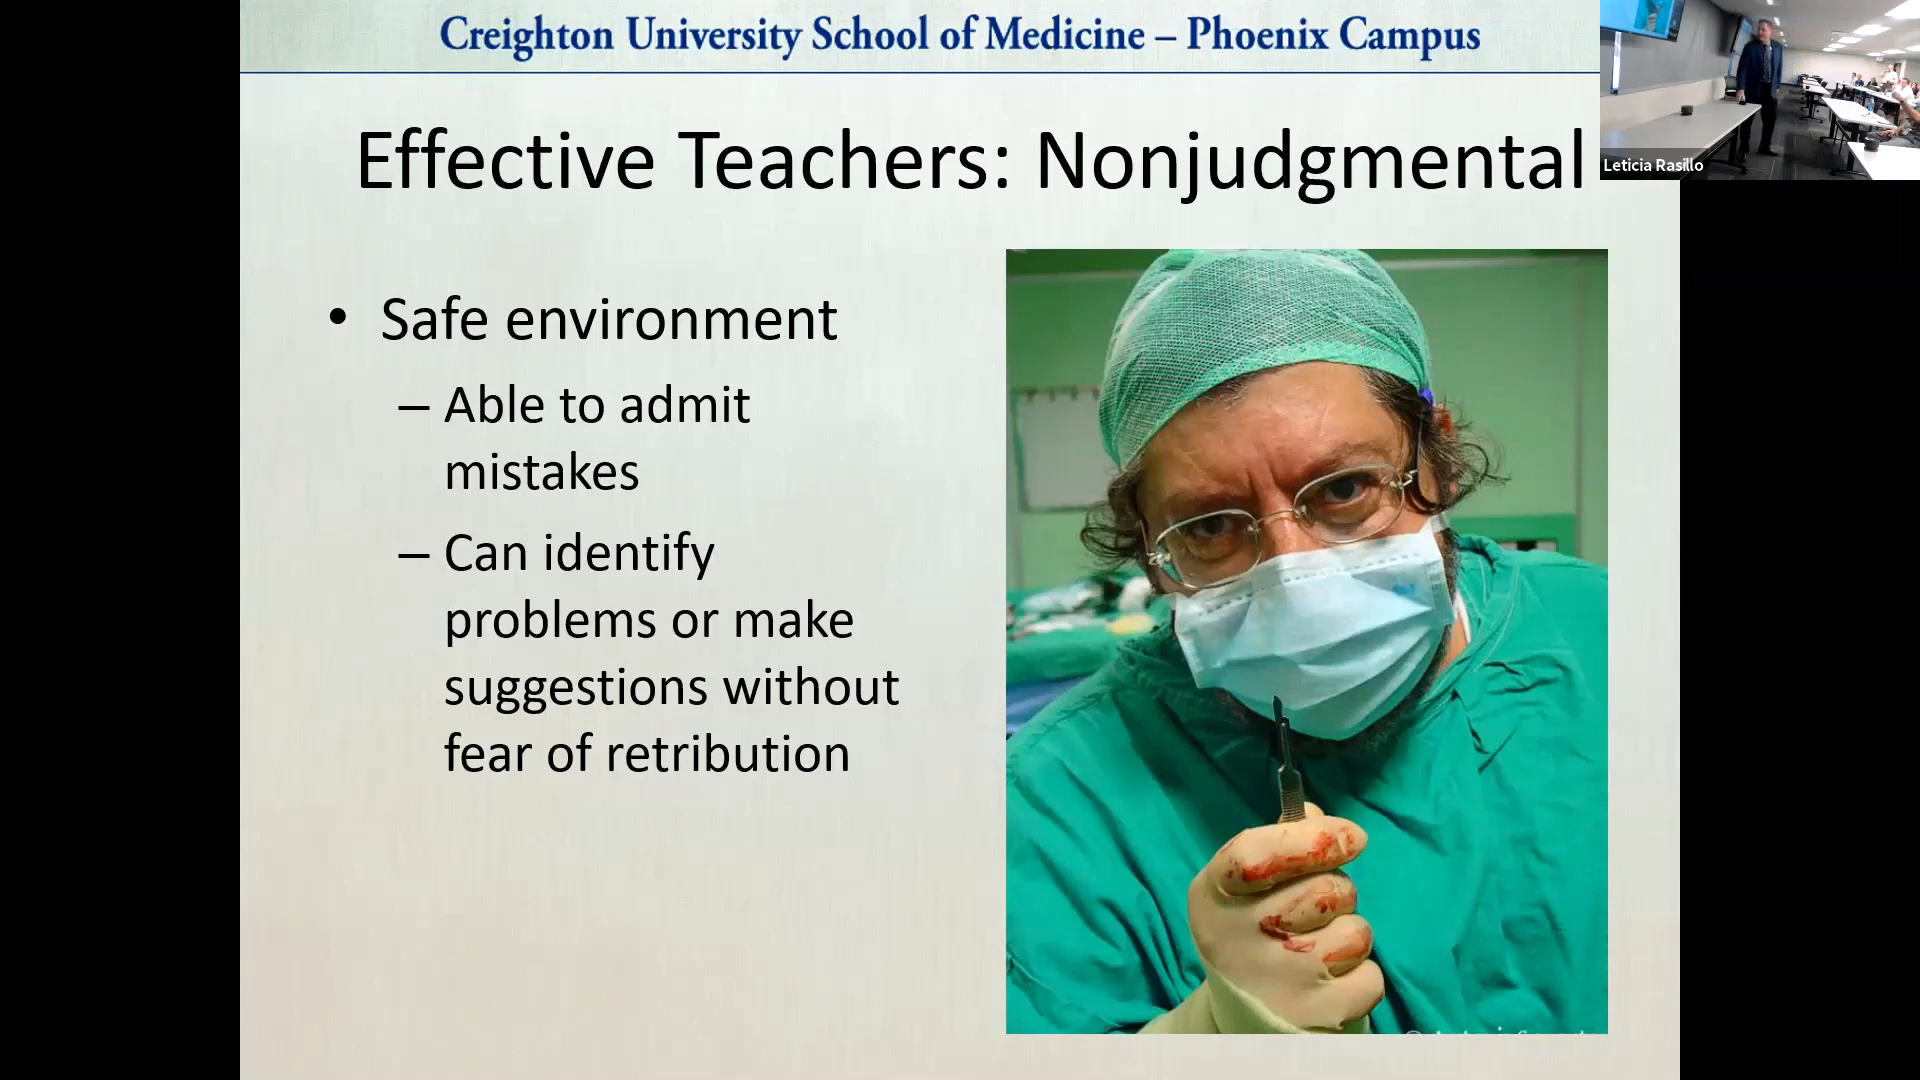 Creighton University School of Medicine – Phoenix Campus
Effective Teachers: Nonjudgmental
Leticia Rasillo
• Safe environment
– Able to admit
mistakes
– Can identify
problems or make
suggestions without
fear of retribution